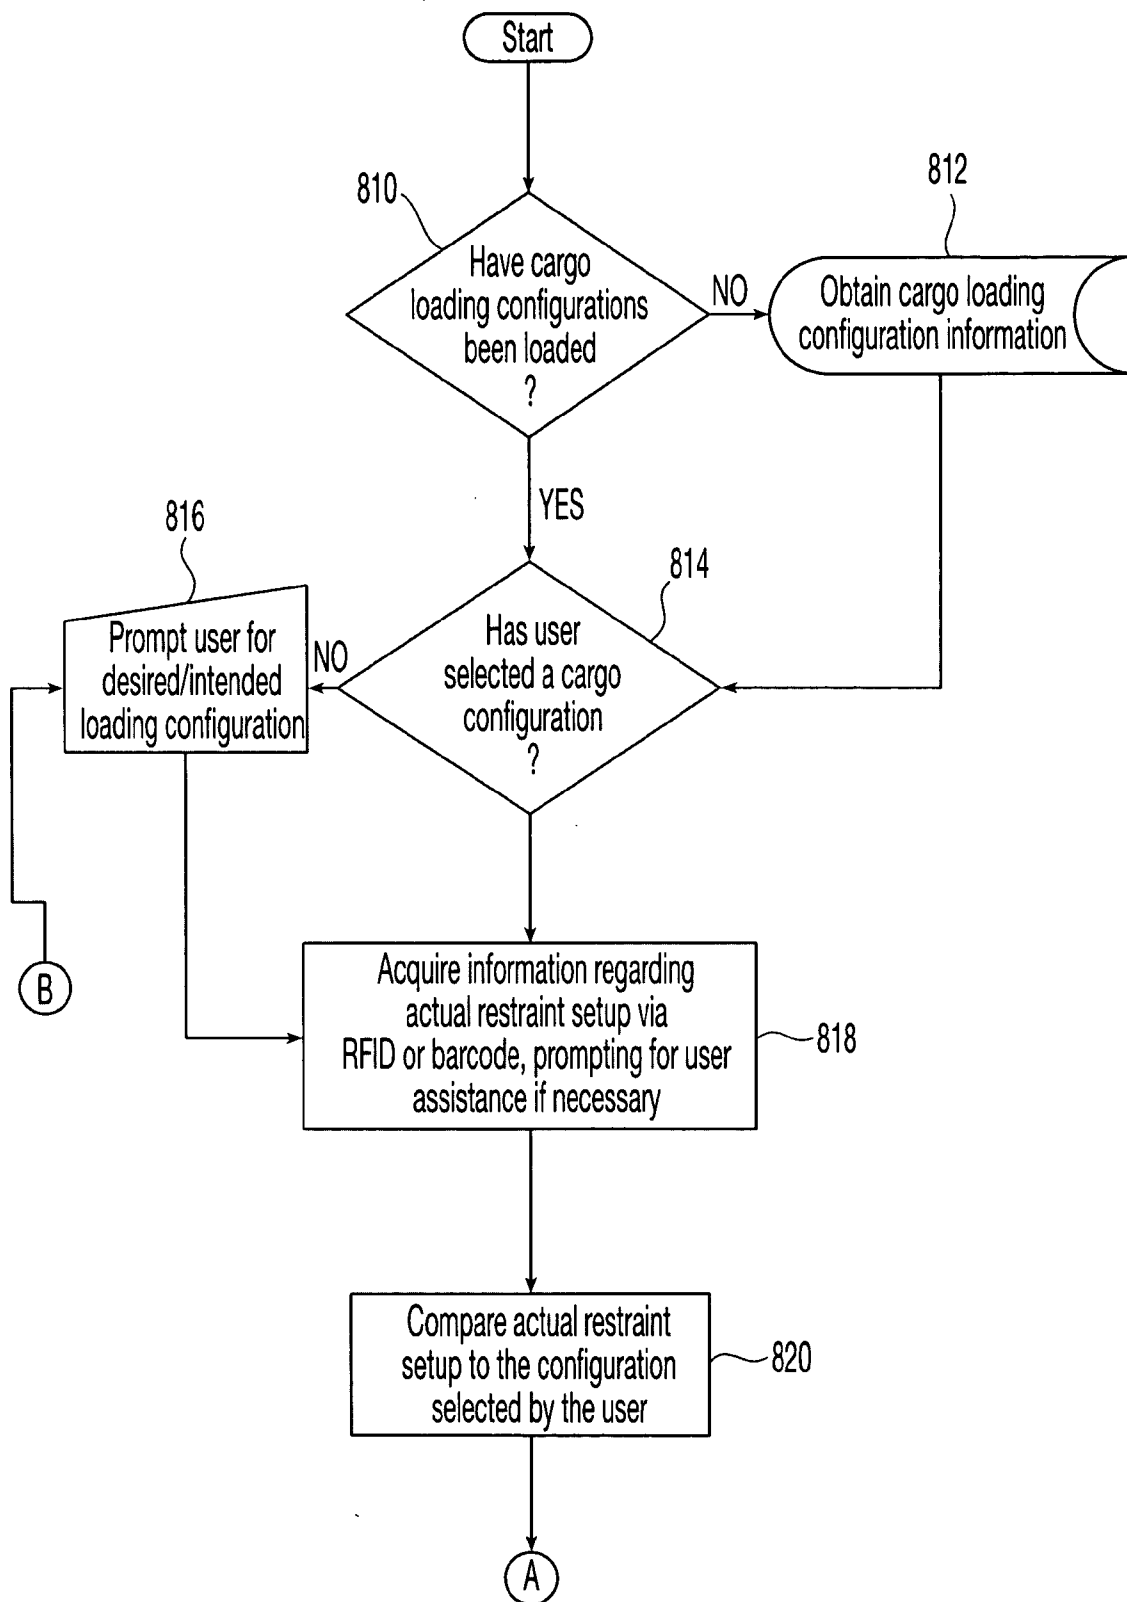 Start
810
Have cargo
loading configurations
been loaded
?
NO
812
Obtain cargo loading
configuration information
YES
816
Prompt user for
desired/intended
loading configuration
NO
814
Has user
selected a cargo
configuration
?
B
Acquire information regarding
actual restraint setup via
RFID or barcode, prompting for user
assistance if necessary
818
Compare actual restraint
setup to the configuration
selected by the user
820
A